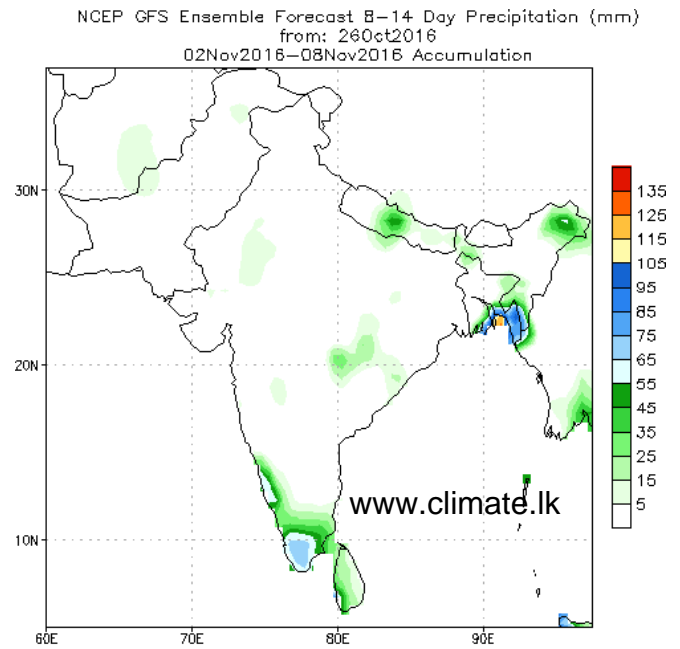 NCEP GFS Ensemble Forecast 8-14 Day Precipitation (mm)
from: 26Oct2016
02Nov2016-08Nov2016 Accumulation
30N
20N
10N
60E 70E 80E 90E
135
125
115
105
95
85
75
65
55
45
35
25
15
5
www.climate.lk